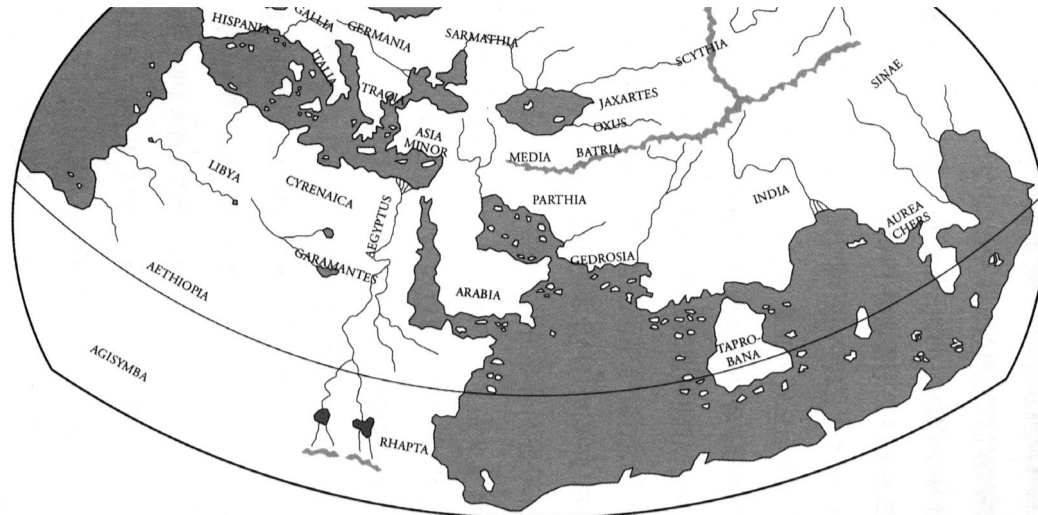 HISPANIA
GALLIA
GERMANIA
SARMATHIA
SCYTHIA
SINAE
ITALIA
TRACIA
JAXARTES
OXUS
ASIA
MINOR
MEDIA
BATRIA
LIBYA
CYRENAICA
PARTHIA
INDIA
AEGYPTUS
AUREA
CHERS
GARAMANTES
GEDROSIA
AETHIOPIA
ARABIA
TAPRO-
BANA
AGISYMBA
RHAPTA